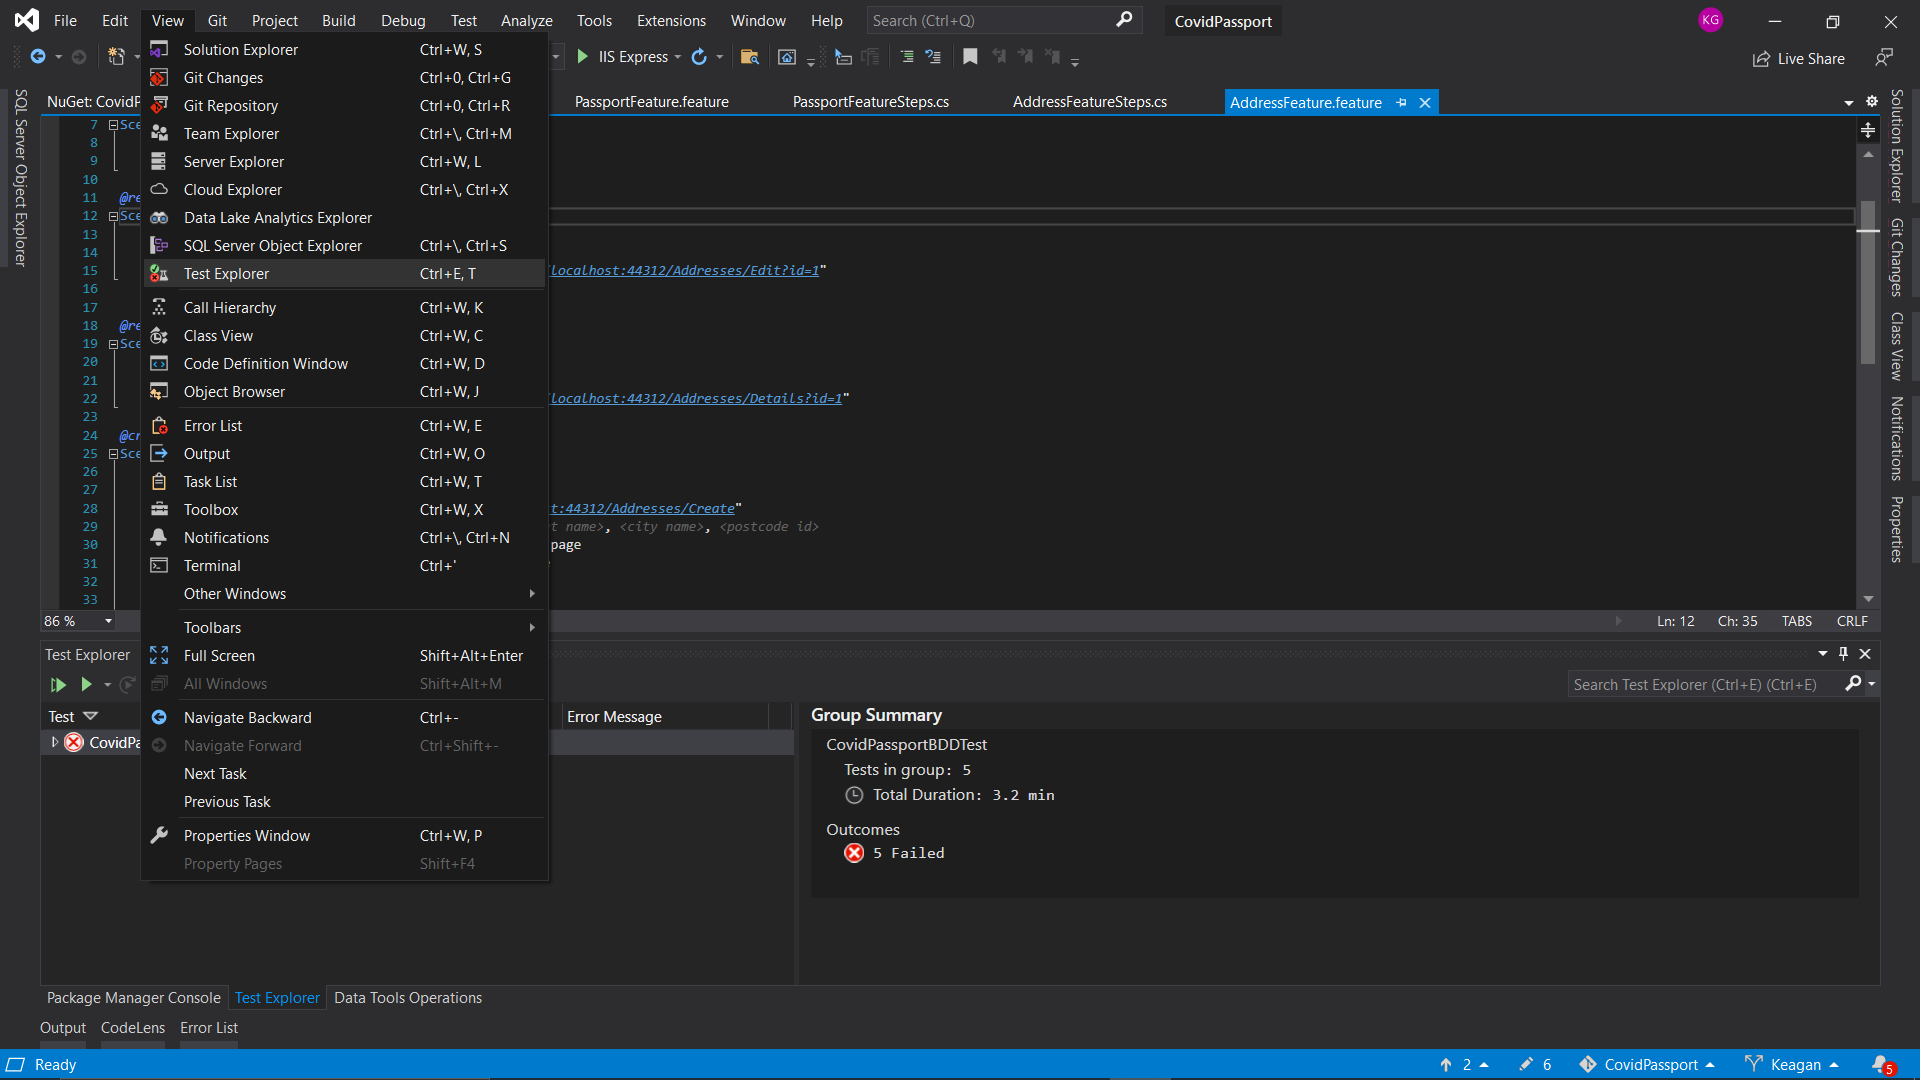 File Edit View Git Project Build Debug Test Analyze Tools Extensions Window Help Search (Ctrl+Q) CovidPassport KG
IIS Express Live Share
NuGet: CovidP PassportFeature.feature PassportFeatureSteps.cs AddressFeatureSteps.cs AddressFeature.feature
Solution Explorer Ctrl+W, S
Git Changes Ctrl+0, Ctrl+G
Git Repository Ctrl+0, Ctrl+R
Team Explorer Ctrl+\, Ctrl+M
Server Explorer Ctrl+W, L
Cloud Explorer Ctrl+\, Ctrl+X
Data Lake Analytics Explorer
SQL Server Object Explorer Ctrl+\, Ctrl+S
Test Explorer Ctrl+E, T
Call Hierarchy Ctrl+W, K
Class View Ctrl+W, C
Code Definition Window Ctrl+W, D
Object Browser Ctrl+W, J
Error List Ctrl+W, E
Output Ctrl+W, O
Task List Ctrl+W, T
Toolbox Ctrl+W, X
Notifications Ctrl+\, Ctrl+N
Terminal Ctrl+'
Other Windows
Toolbars
Full Screen Shift+Alt+Enter
All Windows Shift+Alt+M
Navigate Backward Ctrl+-
Navigate Forward Ctrl+Shift+-
Next Task
Previous Task
Properties Window Ctrl+W, P
Property Pages Shift+F4
SQL Server Object Explorer
7 Sce
8
9
10
11 @re
12 Sce
13
14
15 localhost:44312/Addresses/Edit?id=1"
16
17
18 @re
19 Sce
20
21
22 localhost:44312/Addresses/Details?id=1"
23
24 @cr
25 Sce
26
27
28 t:44312/Addresses/Create"
29 t name>, <city name>, <postcode id>
30 page
31
32
33
86 % Ln: 12 Ch: 35 TABS CRLF
Solution Explorer
Git Changes
Class View
Notifications
Properties
Test Explorer
Search Test Explorer (Ctrl+E) (Ctrl+E)
Test Error Message
CovidPa
Group Summary
CovidPassportBDDTest
Tests in group: 5
Total Duration: 3.2 min
Outcomes
5 Failed
Package Manager Console Test Explorer Data Tools Operations
Output CodeLens Error List
Ready 2 6 CovidPassport Keagan 5